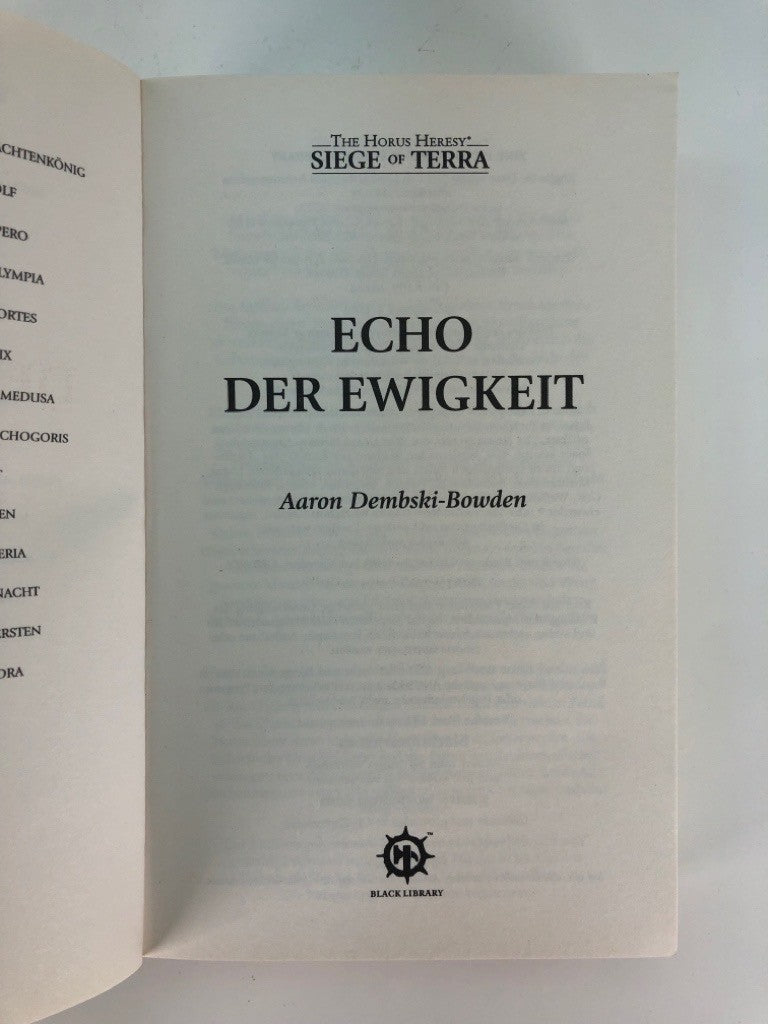 ACHTENKÖNIG
OLF
PERO
LYMPIA
ORTES
IX
MEDUSA
CHOGORIS
T
EN
ERIA
NACHT
ERSTEN
ORA
THE HORUS HERESY®
SIEGE OF TERRA
ECHO
DER EWIGKEIT
Aaron Dembski-Bowden
™
BLACK LIBRARY